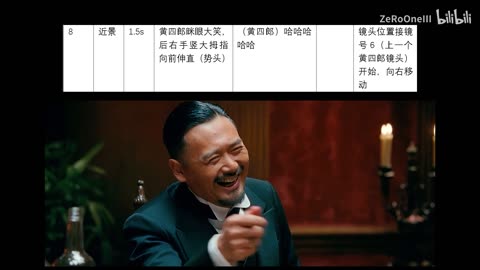 ZeRoOneIII bilibili
8 近景 1.5s 黄四郎眯眼大笑，（黄四郎）哈哈哈 镜头位置接镜
后右手竖大拇指 哈哈 号 6（上一个
向前伸直（势头） 黄四郎镜头）
开始，向右移
动